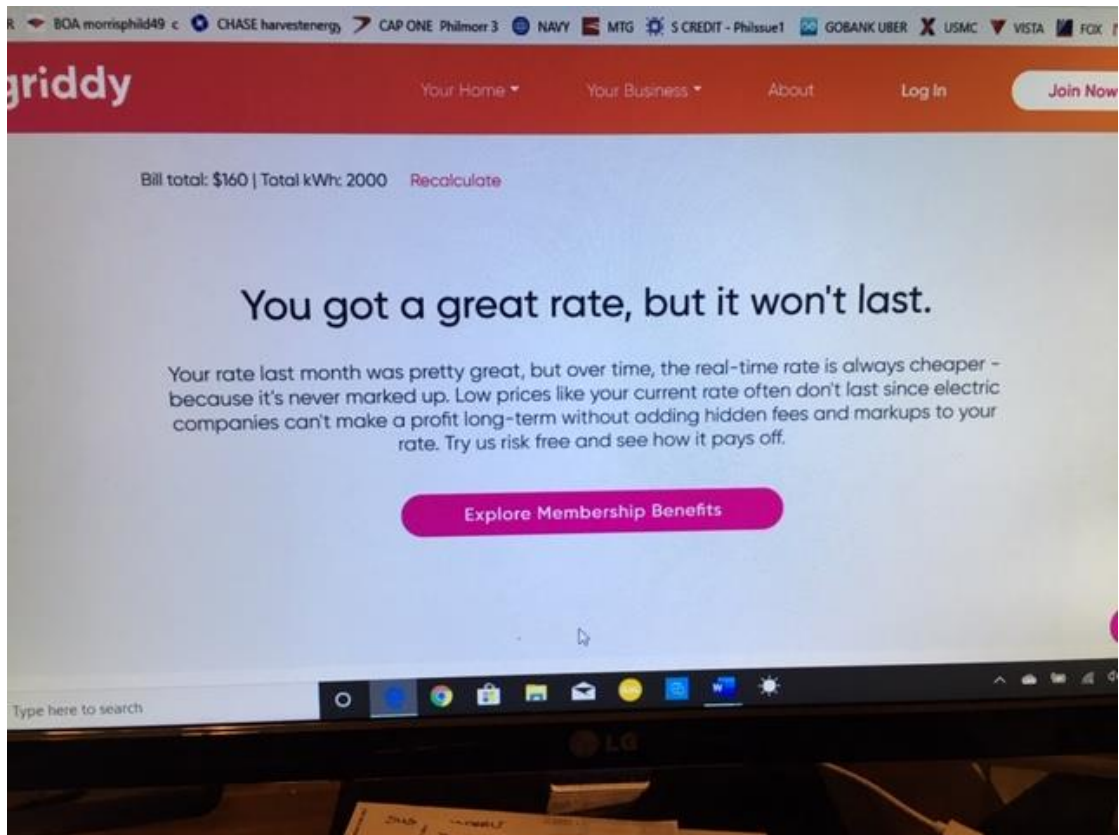 BOA morrisphild49 c CHASE harvestenergy CAP ONE Philmorr 3 NAVY MTG S CREDIT - Philssue1 GOBANK UBER USMC VISTA FOX
griddy Your Home Your Business About Log In Join Now
Bill total: $160 | Total kWh: 2000 Recalculate
You got a great rate, but it won't last.
Your rate last month was pretty great, but over time, the real-time rate is always cheaper -
because it's never marked up. Low prices like your current rate often don't last since electric
companies can't make a profit long-term without adding hidden fees and markups to your
rate. Try us risk free and see how it pays off.
Explore Membership Benefits
Type here to search
LG